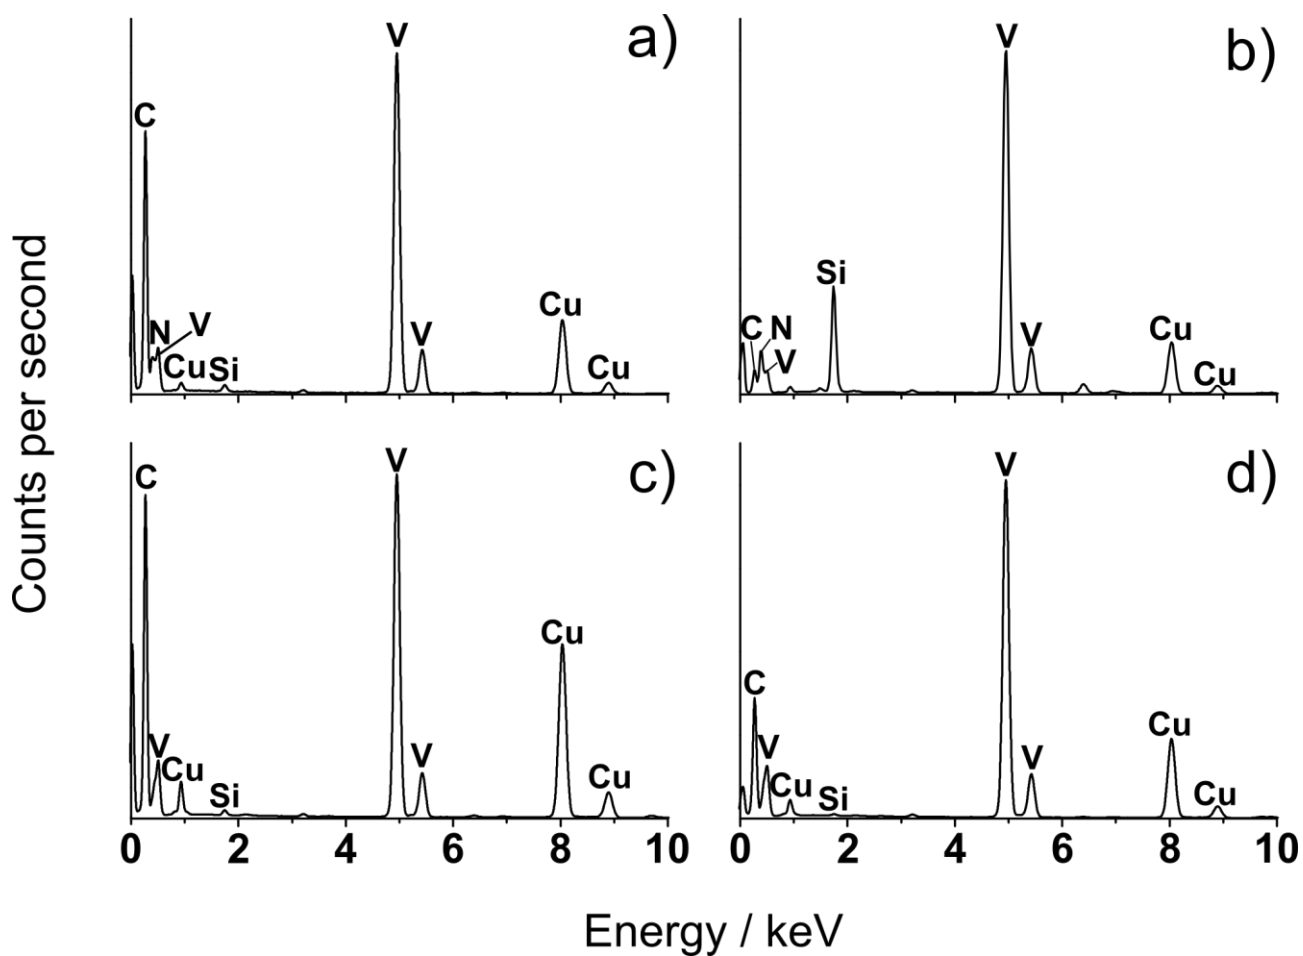 Counts per second
a)
C
N
V
Cu
Si
V
V
Cu
Cu
b)
C
N
V
Si
V
V
Cu
Cu
c)
C
V
Cu
Si
V
V
Cu
Cu
0 2 4 6 8 10
d)
C
V
Cu
Si
V
V
Cu
Cu
0 2 4 6 8 10
Energy / keV